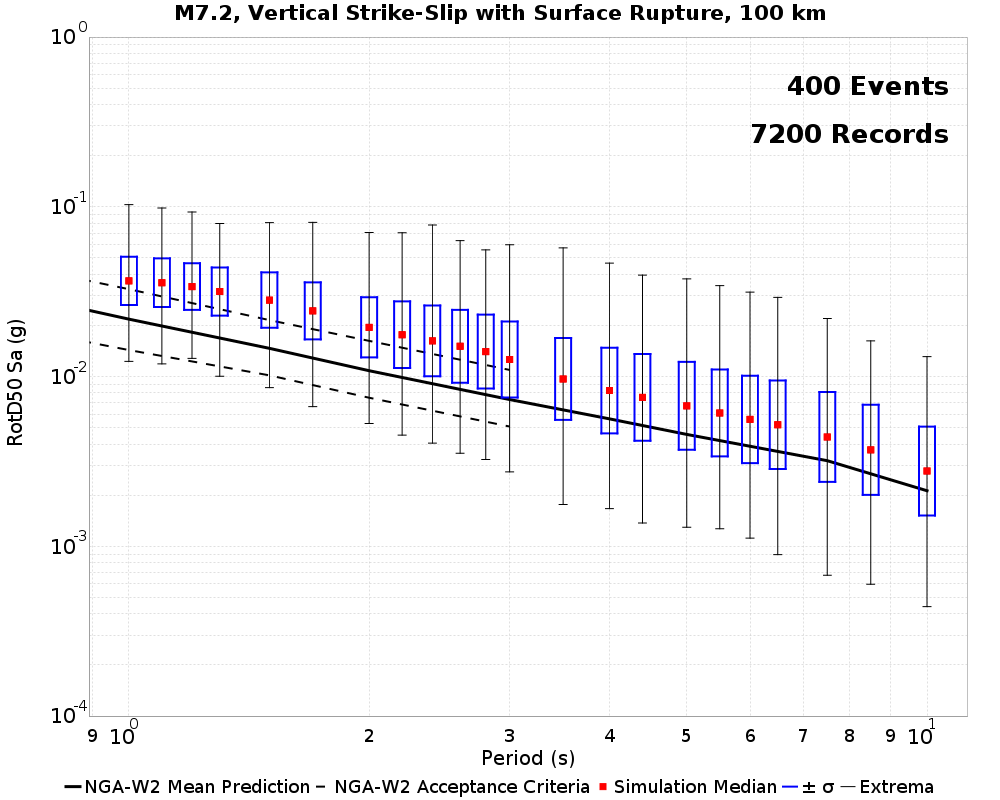 M7.2, Vertical Strike-Slip with Surface Rupture, 100 km
400 Events
7200 Records
10^0
10^-1
10^-2
10^-3
10^-4
RotD50 Sa (g)
9 10^0 2 3 4 5 6 7 8 9 10^1
Period (s)
NGA-W2 Mean Prediction NGA-W2 Acceptance Criteria Simulation Median ± σ Extrema